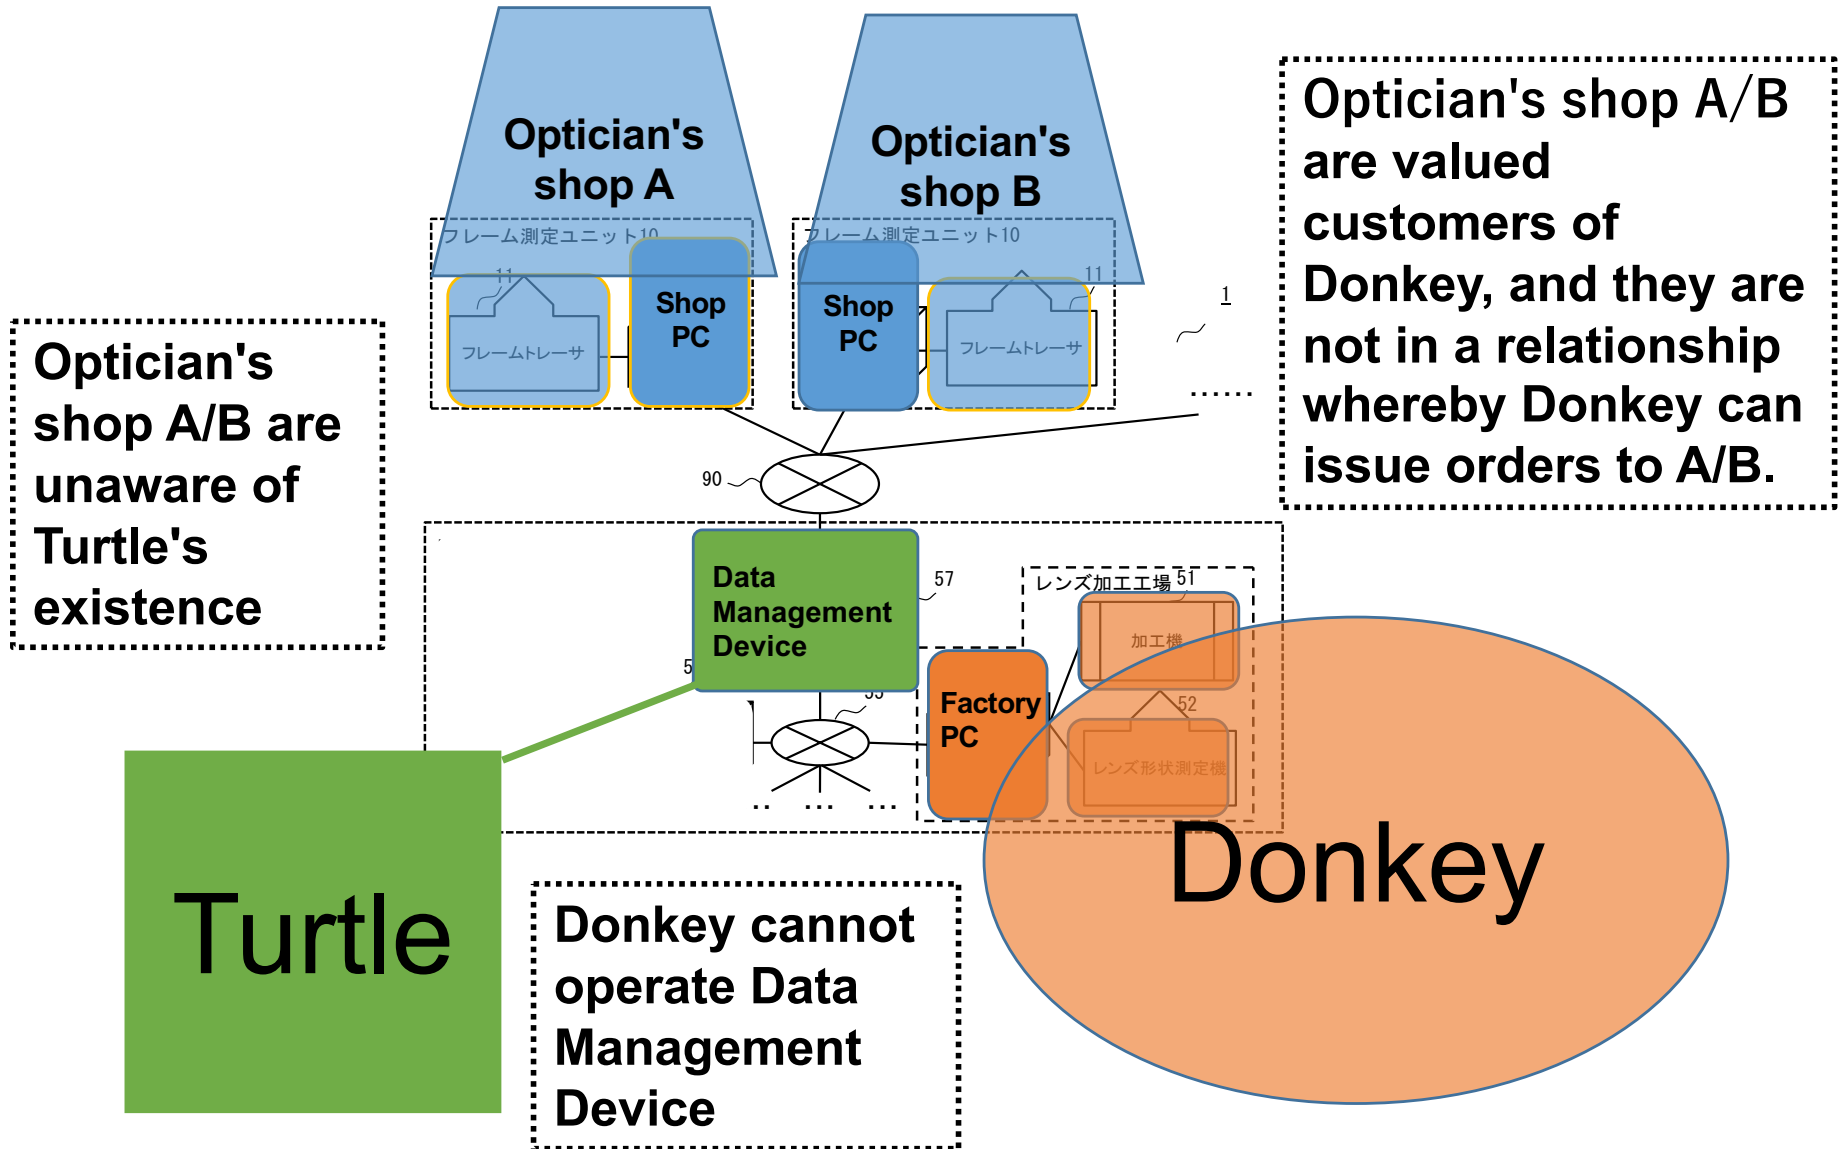 Optician's
shop A
Optician's
shop B
Optician's shop A/B
are valued
customers of
Donkey, and they are
not in a relationship
whereby Donkey can
issue orders to A/B.
フレーム測定ユニット10
フレーム測定ユニット10
11
フレームトレーサ
Shop
PC
Shop
PC
11
フレームトレーサ
1
......
Optician's
shop A/B are
unaware of
Turtle's
existence
90
Data
Management
Device
57
レンズ加工工場
51
加工機
5
55
Factory
PC
52
レンズ形状測定機
..
...
...
Turtle
Donkey
Donkey cannot
operate Data
Management
Device